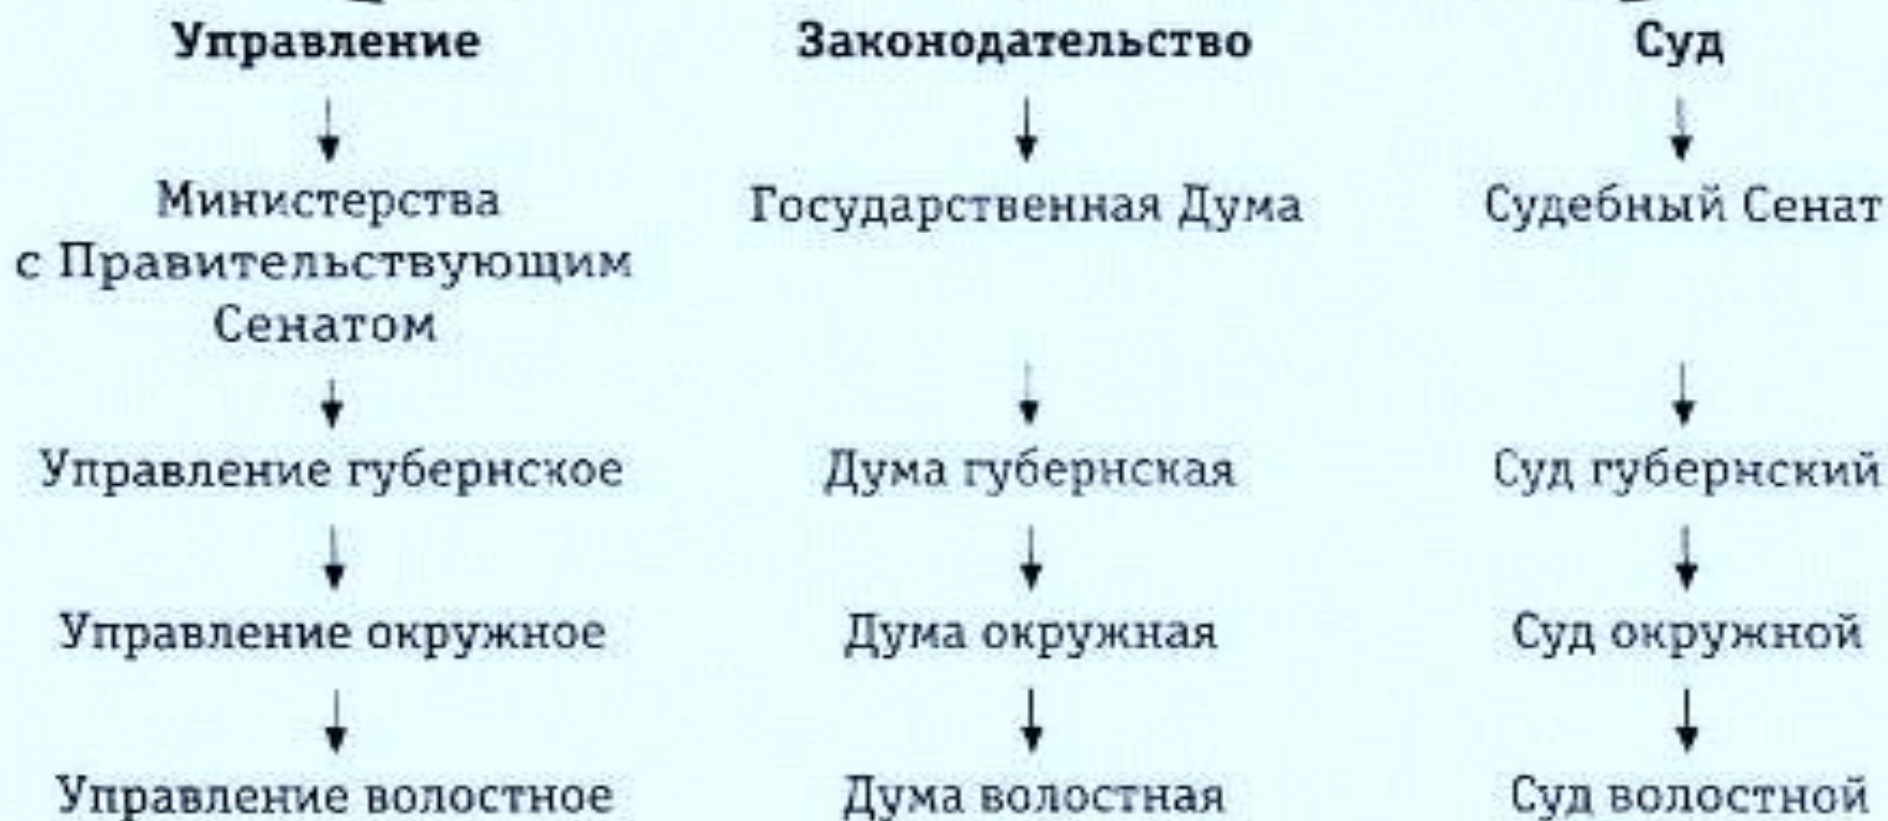 Управление
Законодательство
Суд
Министерства
с Правительствующим
Сенатом
Государственная Дума
Судебный Сенат
Управление губернское
Дума губернская
Суд губернский
Управление окружное
Дума окружная
Суд окружной
Управление волостное
Дума волостная
Суд волостной